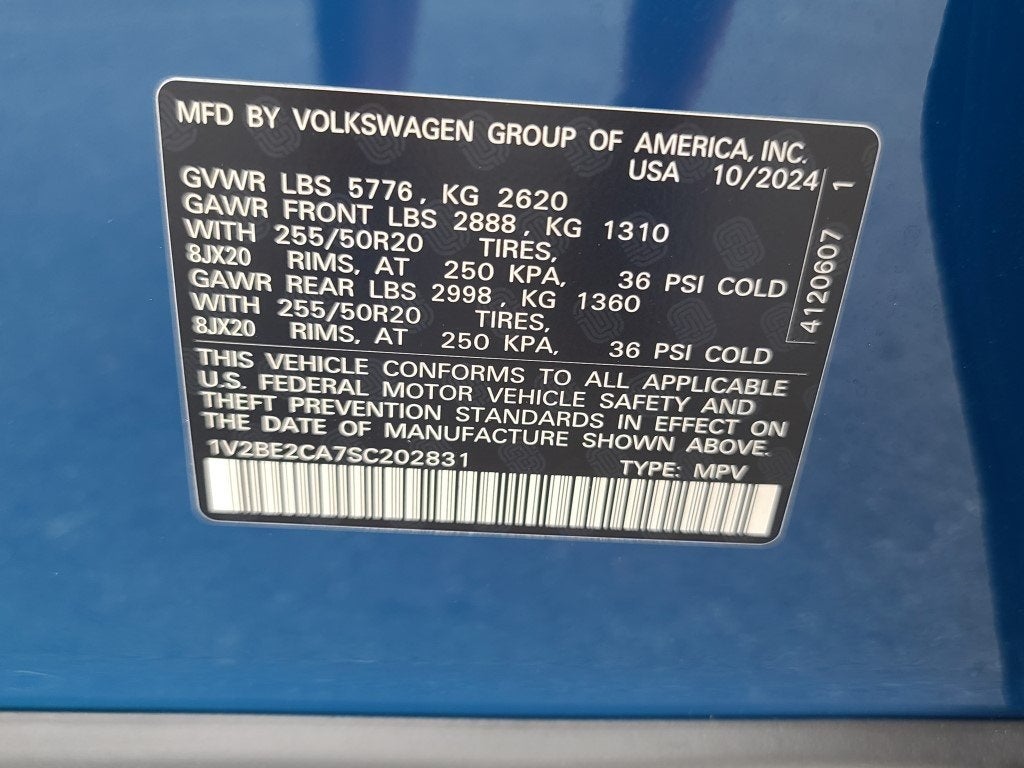 MFD BY VOLKSWAGEN GROUP OF AMERICA, INC.
USA 10/2024
GVWR LBS 5776, KG 2620
GAWR FRONT LBS 2888, KG 1310
WITH 255/50R20 TIRES,
8JX20 RIMS, AT 250 KPA, 36 PSI COLD
GAWR REAR LBS 2998, KG 1360
WITH 255/50R20 TIRES,
8JX20 RIMS, AT 250 KPA, 36 PSI COLD
4120607 1
THIS VEHICLE CONFORMS TO ALL APPLICABLE
U.S. FEDERAL MOTOR VEHICLE SAFETY AND
THEFT PREVENTION STANDARDS IN EFFECT ON
THE DATE OF MANUFACTURE SHOWN ABOVE.
1V2BE2CA7SC202831 TYPE: MPV